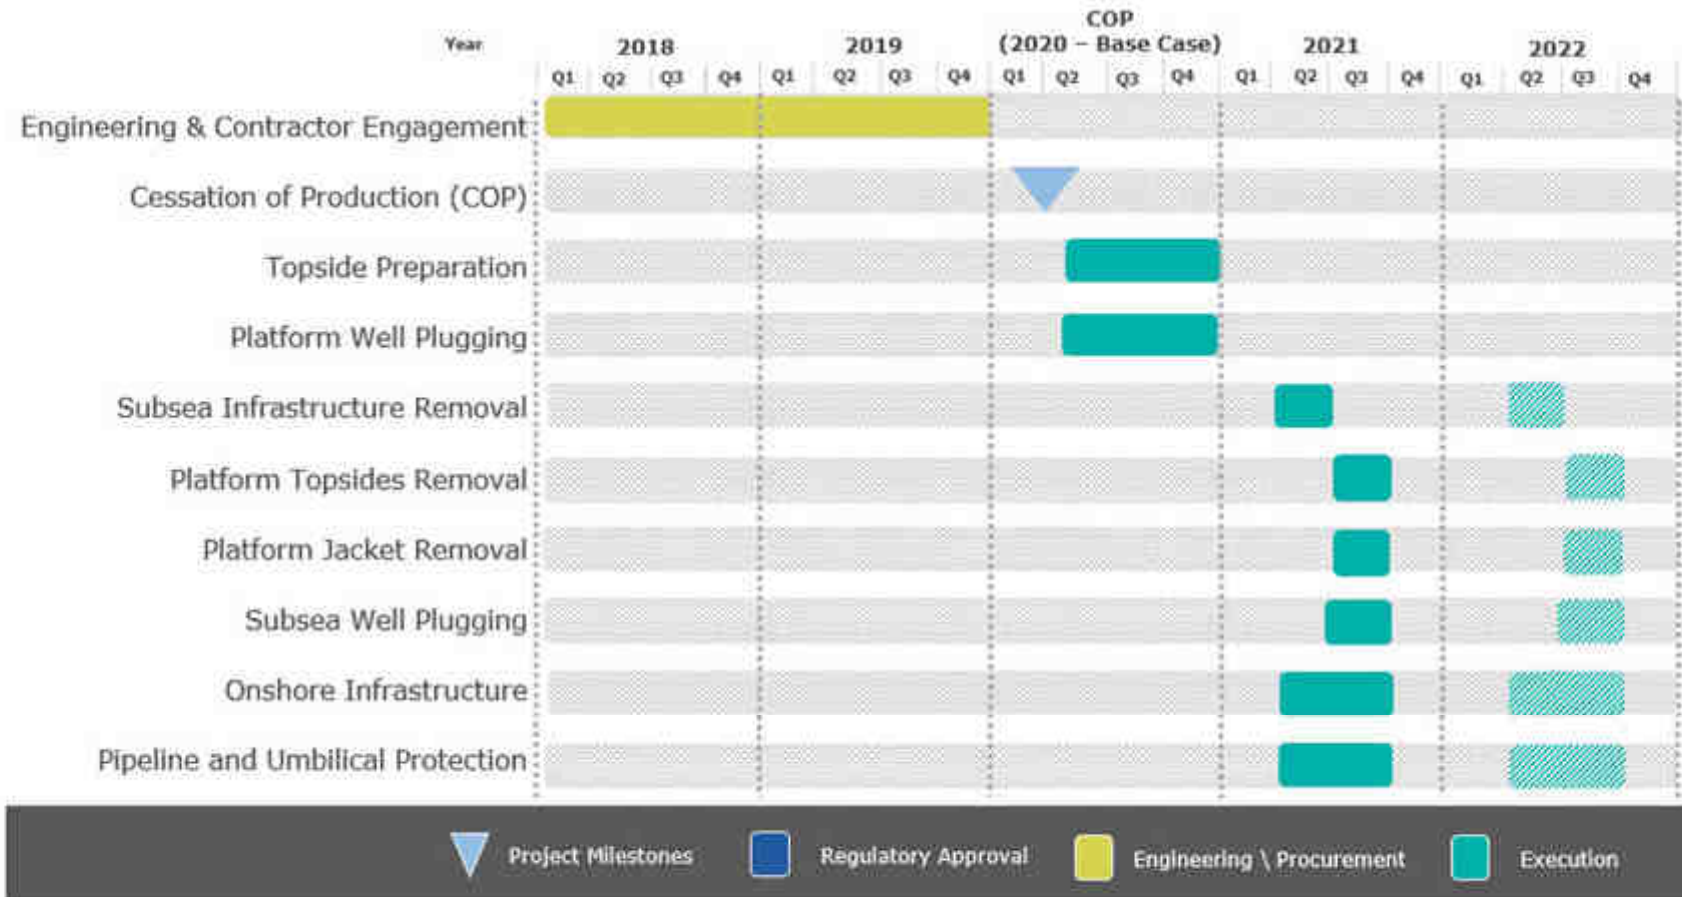 COP
Year 2018 2019 (2020 – Base Case) 2021 2022
Q1 Q2 Q3 Q4 Q1 Q2 Q3 Q4 Q1 Q2 Q3 Q4 Q1 Q2 Q3 Q4 Q1 Q2 Q3 Q4
Engineering & Contractor Engagement
Cessation of Production (COP)
Topside Preparation
Platform Well Plugging
Subsea Infrastructure Removal
Platform Topsides Removal
Platform Jacket Removal
Subsea Well Plugging
Onshore Infrastructure
Pipeline and Umbilical Protection
Project Milestones Regulatory Approval Engineering \ Procurement Execution